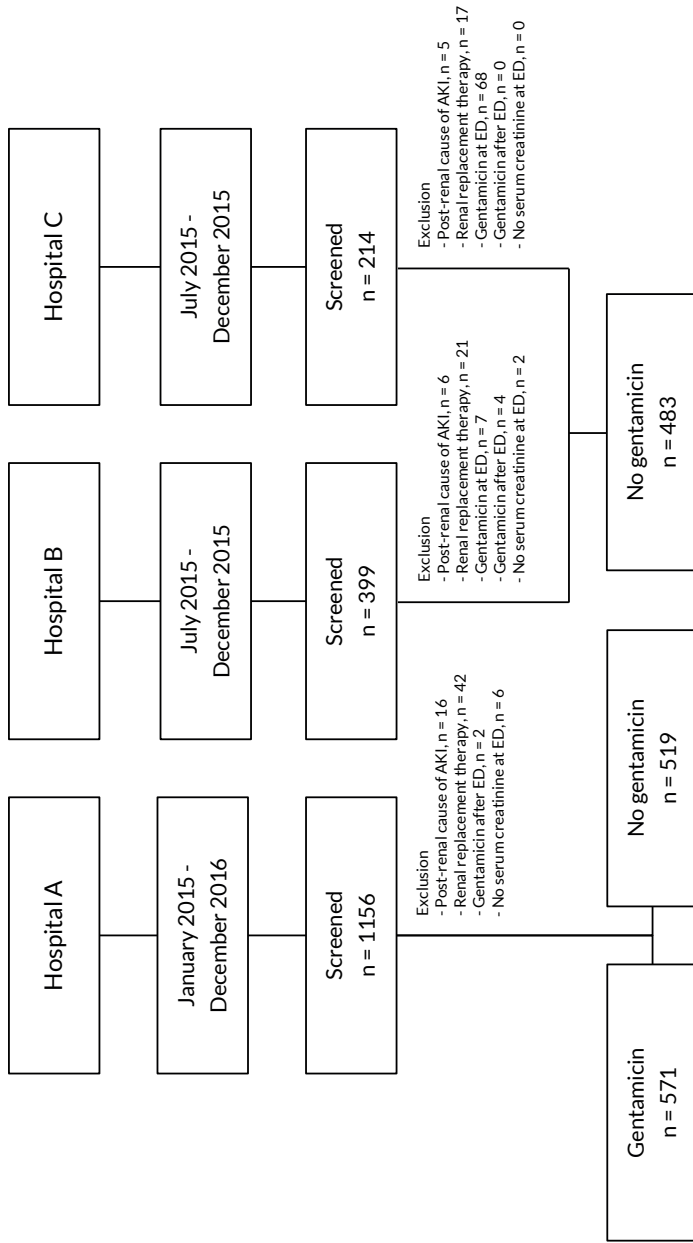 Hospital A
January 2015 -
December 2016
Screened
n = 1156
Exclusion
- Post-renal cause of AKI, n = 16
- Renal replacement therapy, n = 42
- Gentamicin after ED, n = 2
- No serum creatinine at ED, n = 6
Gentamicin
n = 571
No gentamicin
n = 519
Hospital B
July 2015 -
December 2015
Screened
n = 399
Exclusion
- Post-renal cause of AKI, n = 6
- Renal replacement therapy, n = 21
- Gentamicin at ED, n = 7
- Gentamicin after ED, n = 4
- No serum creatinine at ED, n = 2
Hospital C
July 2015 -
December 2015
Screened
n = 214
Exclusion
- Post-renal cause of AKI, n = 5
- Renal replacement therapy, n = 17
- Gentamicin at ED, n = 68
- Gentamicin after ED, n = 0
- No serum creatinine at ED, n = 0
No gentamicin
n = 483